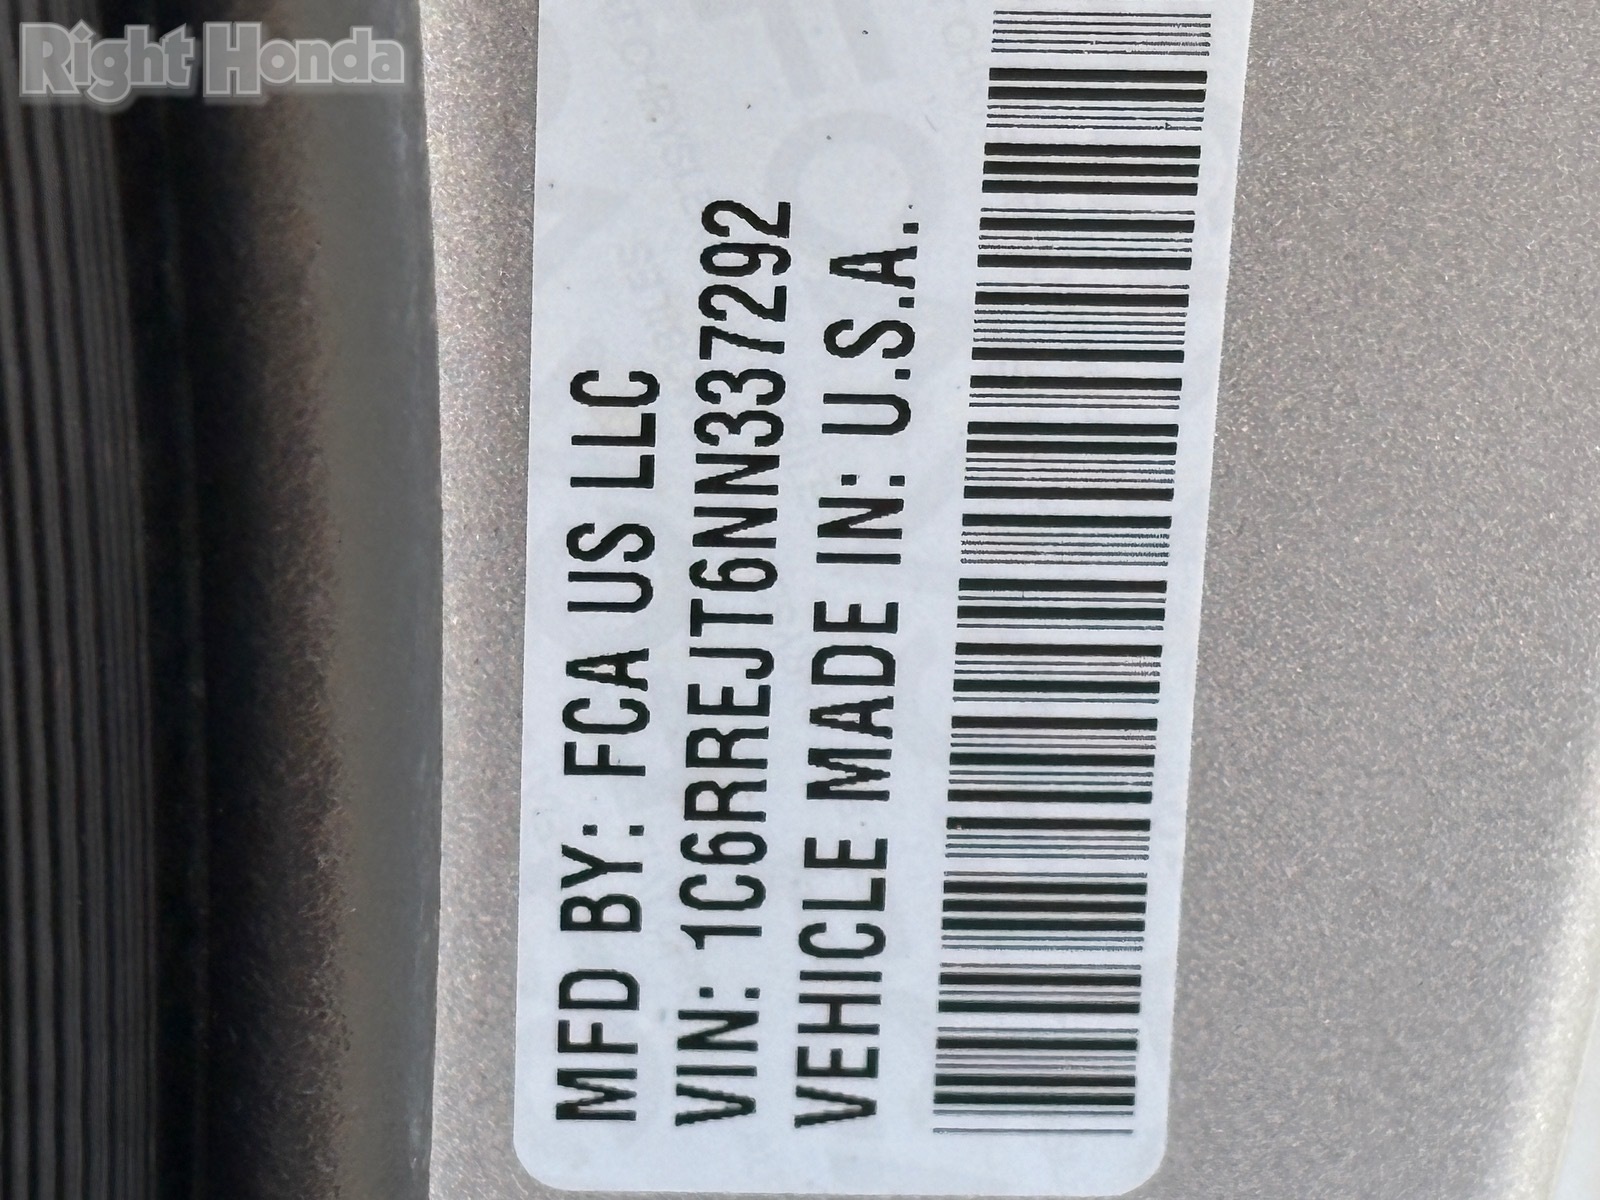 Right Honda
MFD BY: FCA US LLC
VIN: 1C6RREJT6NN337292
VEHICLE MADE IN: U.S.A.